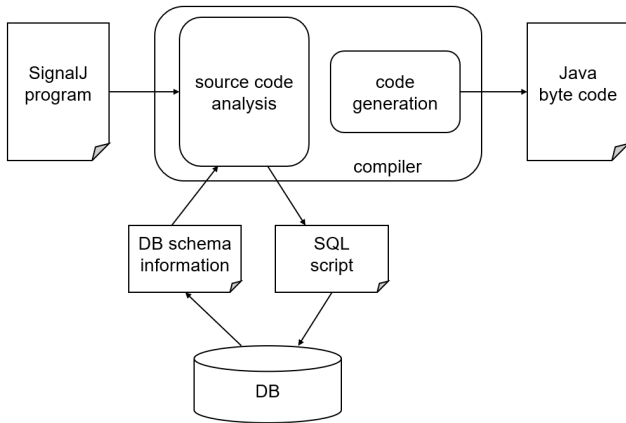 SignalJ
program
source code
analysis
code
generation
Java
byte code
compiler
DB schema
information
SQL
script
DB